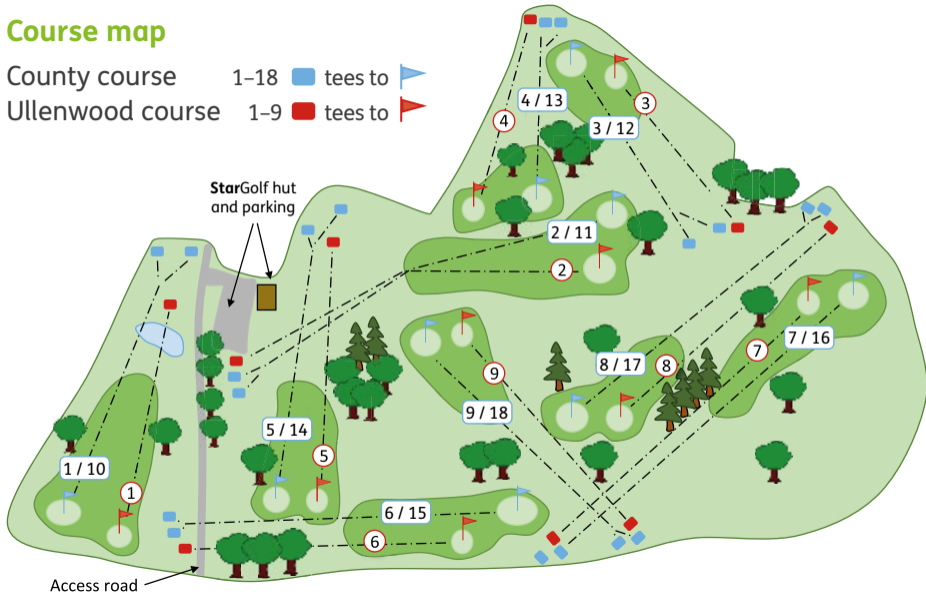 Course map
County course 1–18 tees to
Ullenwood course 1–9 tees to
StarGolf hut
and parking
4 / 13
4
3
3 / 12
2 / 11
2
9
8 / 17
8
7
7 / 16
9 / 18
5 / 14
5
1 / 10
1
6 / 15
6
Access road